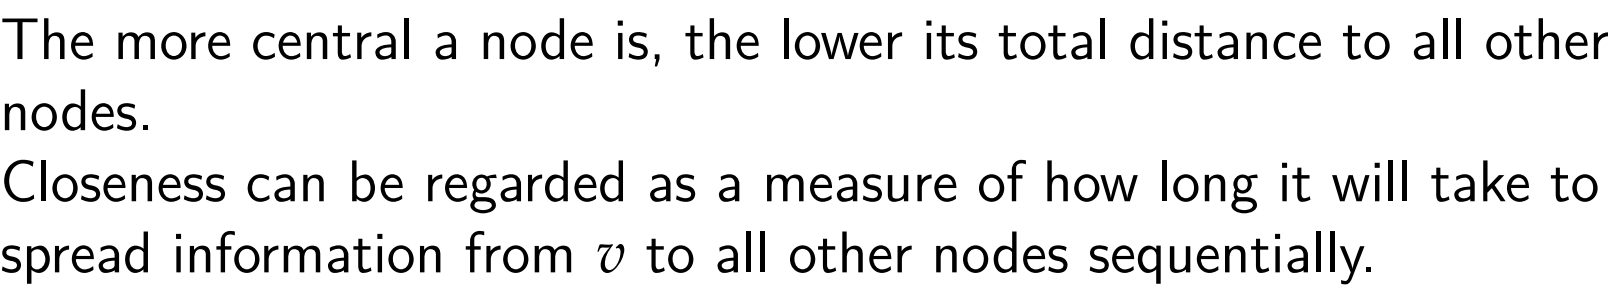 The more central a node is, the lower its total distance to all other
nodes.
Closeness can be regarded as a measure of how long it will take to
spread information from v to all other nodes sequentially.